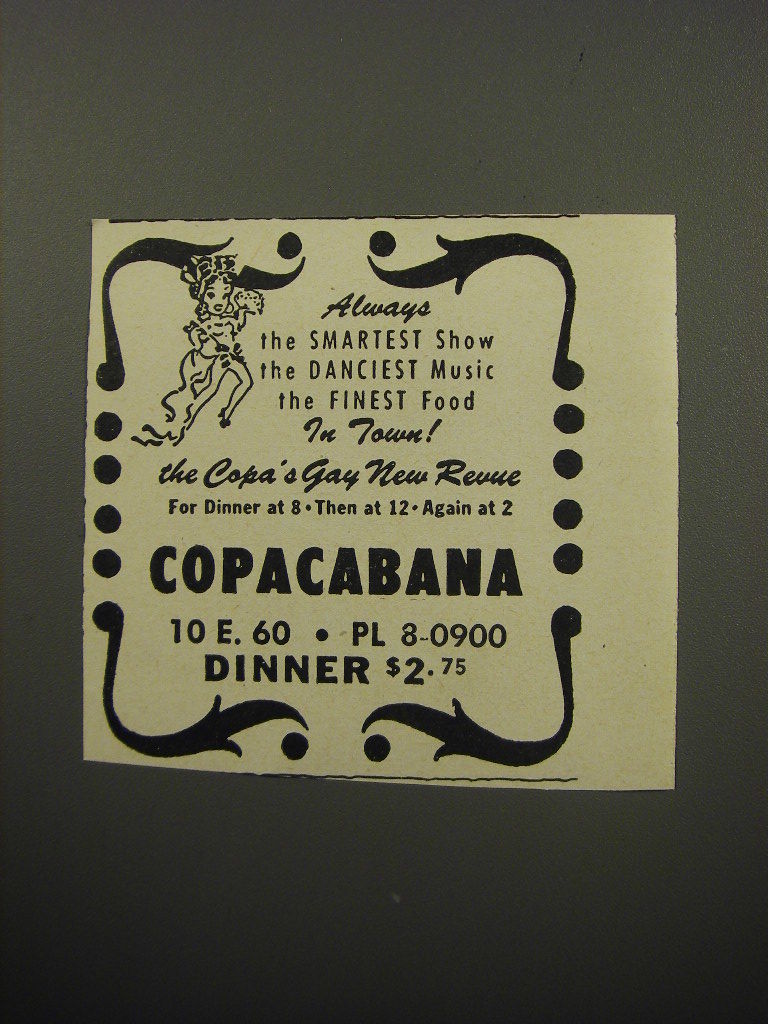 Always
the SMARTEST Show
the DANCIEST Music
the FINEST Food
In Town!
the Copa's Gay New Revue
For Dinner at 8 • Then at 12 • Again at 2
COPACABANA
10 E. 60 • PL 8-0900
DINNER $2.75